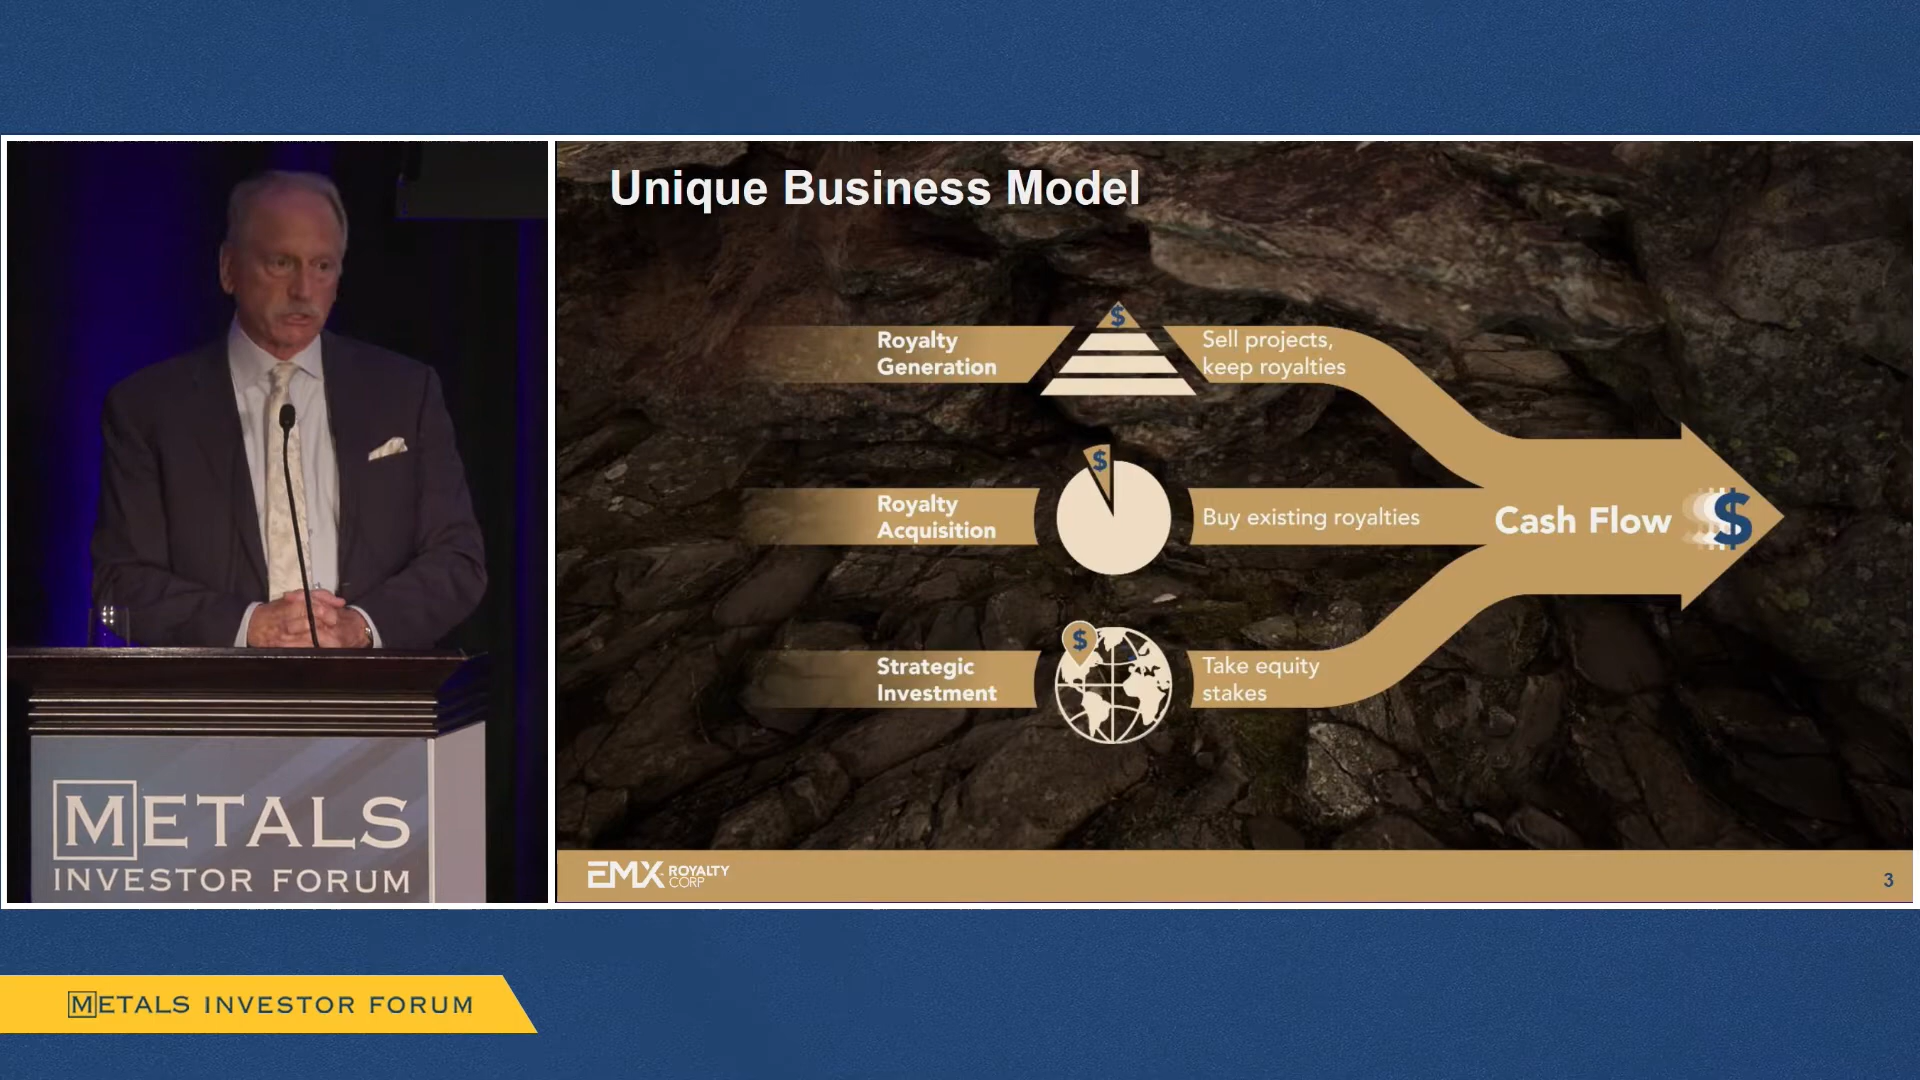 Unique Business Model
Royalty
Generation
$
Sell projects,
keep royalties
Royalty
Acquisition
$
Buy existing royalties
Cash Flow
$
Strategic
Investment
$
Take equity
stakes
EMX ROYALTY
CORP
3
METALS
INVESTOR FORUM
METALS INVESTOR FORUM